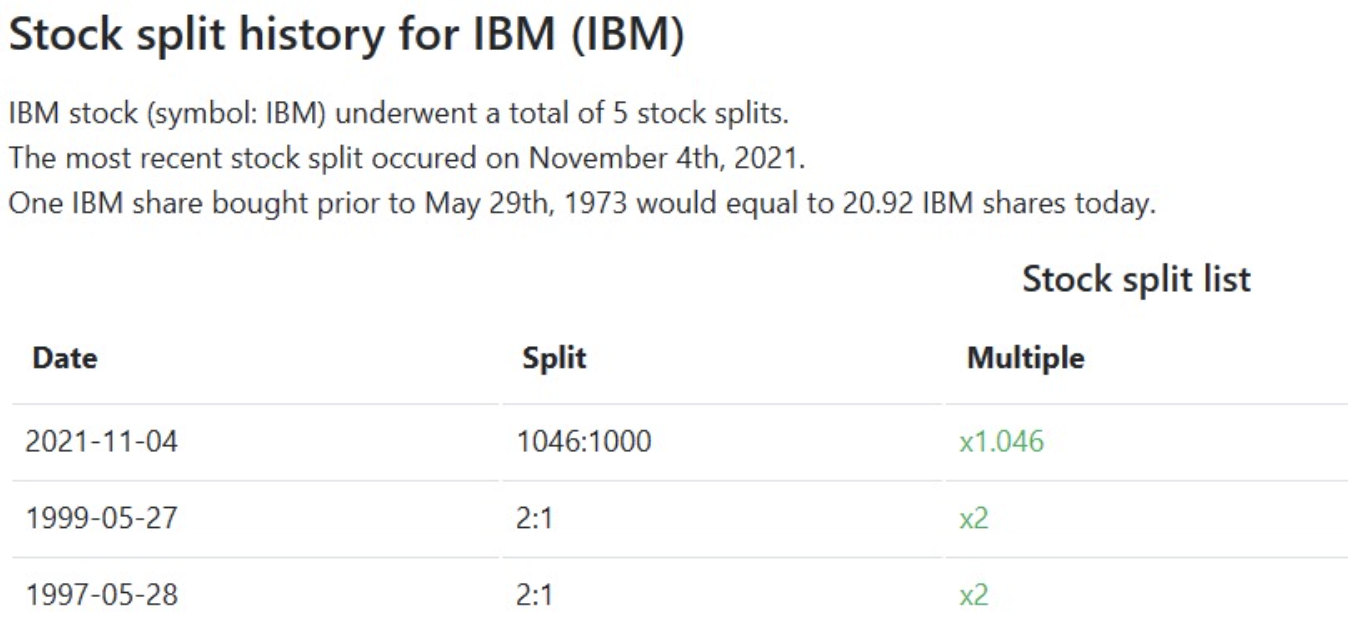 Stock split history for IBM (IBM)
IBM stock (symbol: IBM) underwent a total of 5 stock splits.
The most recent stock split occured on November 4th, 2021.
One IBM share bought prior to May 29th, 1973 would equal to 20.92 IBM shares today.
Stock split list
Date Split Multiple
2021-11-04 1046:1000 x1.046
1999-05-27 2:1 x2
1997-05-28 2:1 x2